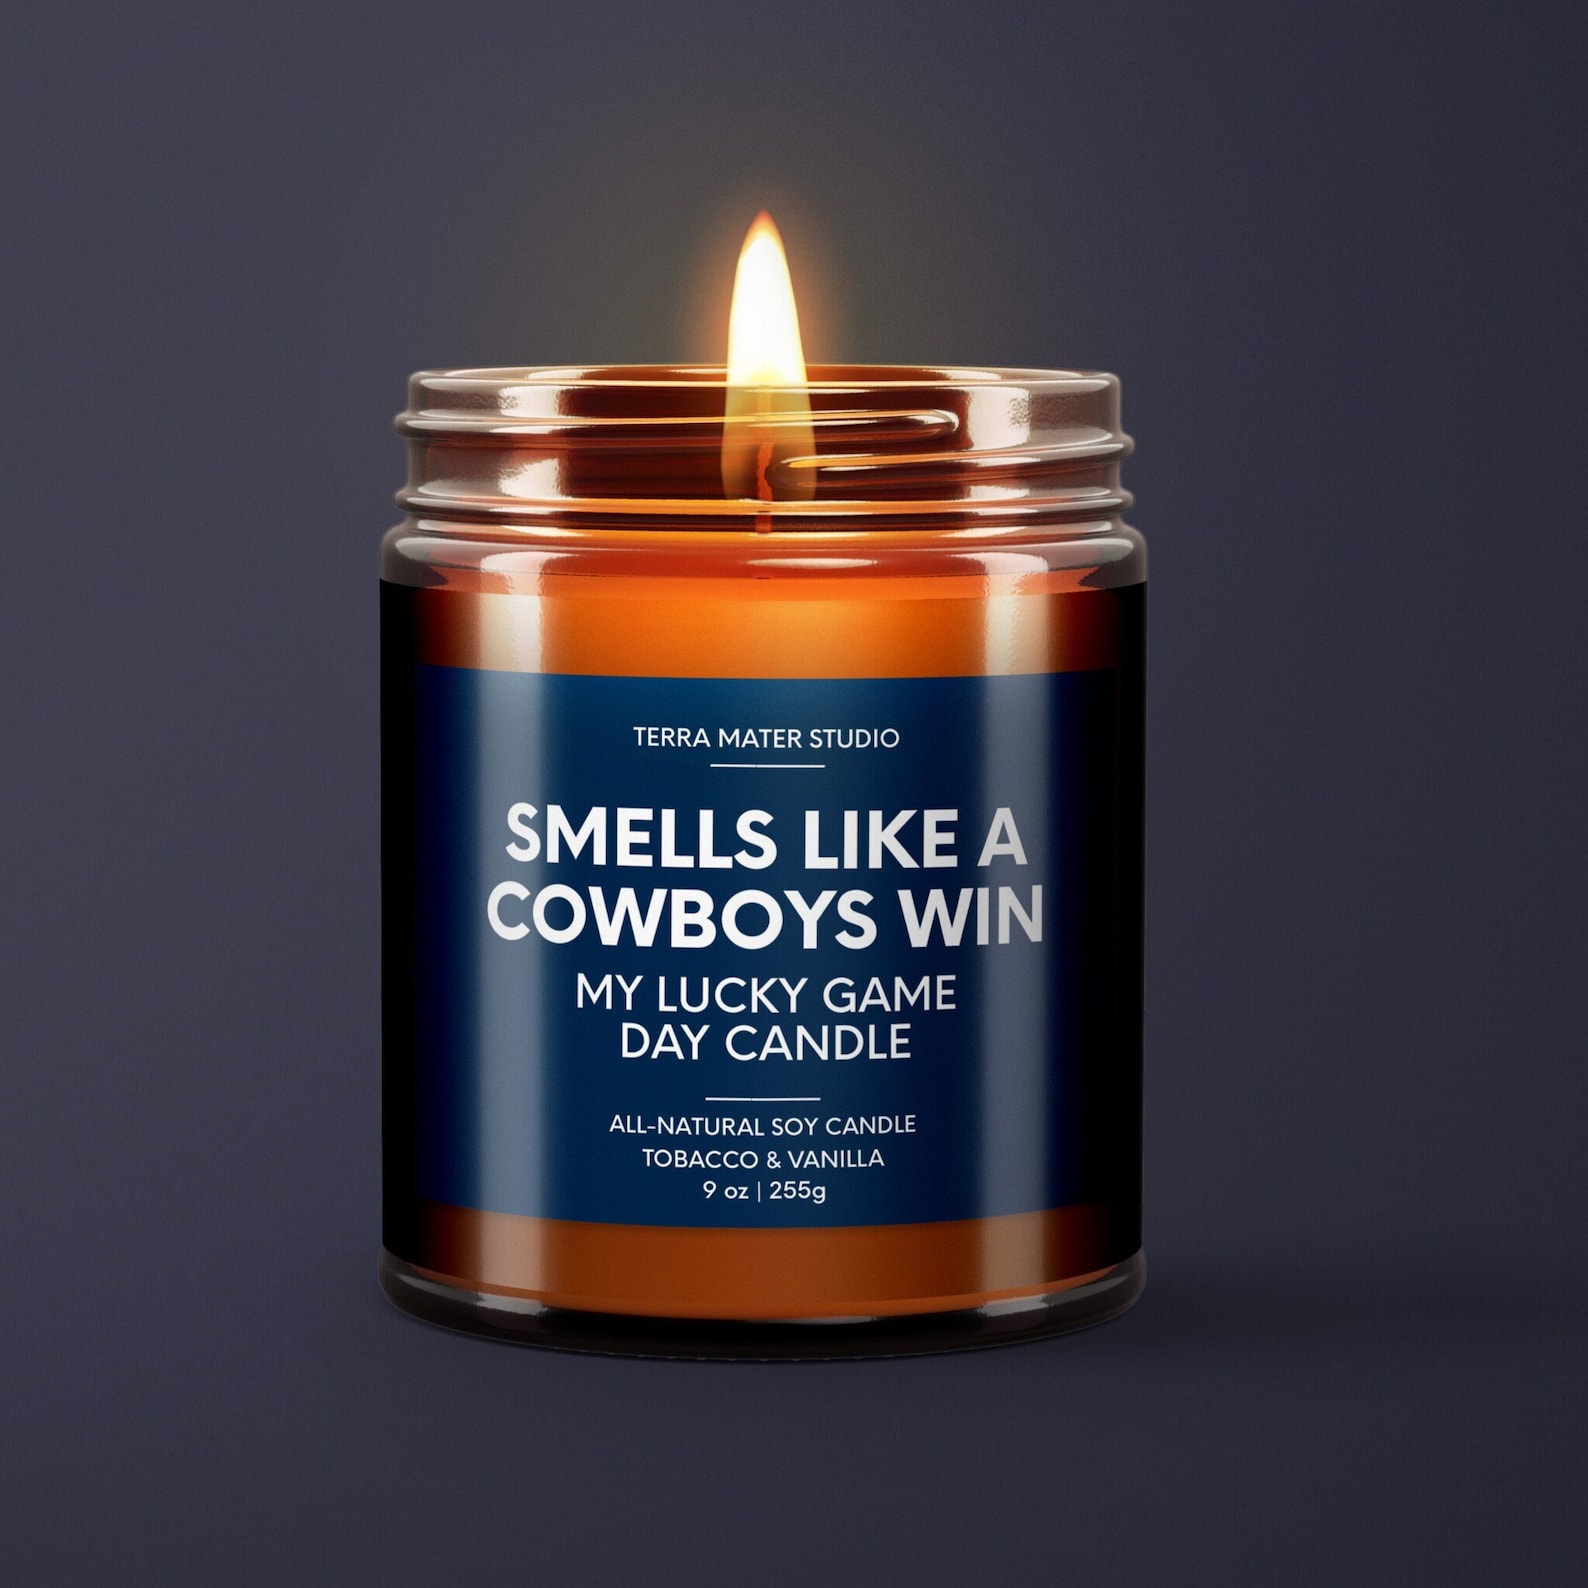 TERRA MATER STUDIO
SMELLS LIKE A
COWBOYS WIN
MY LUCKY GAME
DAY CANDLE
ALL-NATURAL SOY CANDLE
TOBACCO & VANILLA
9 oz | 255g